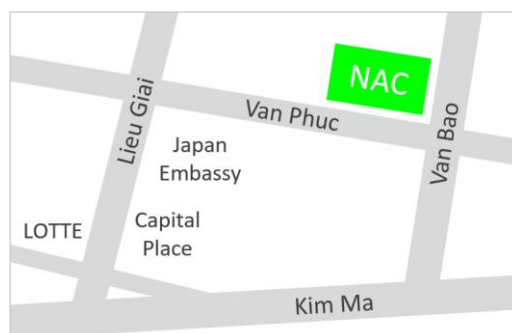 NAC
Lieu Giai
Van Phuc
Van Bao
Japan
Embassy
LOTTE
Capital
Place
Kim Ma